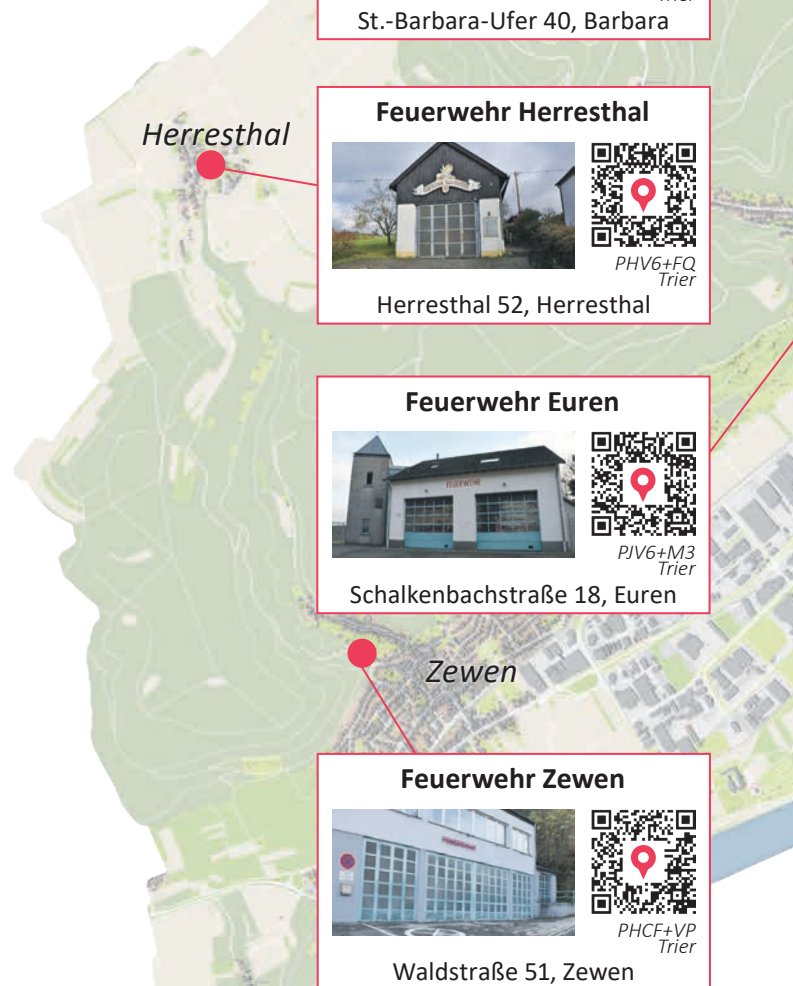 St.-Barbara-Ufer 40, Barbara
Herresthal
Feuerwehr Herresthal
PHV6+FQ
Trier
Herresthal 52, Herresthal
Feuerwehr Euren
FEUERWEHR
PJV6+M3
Trier
Schalkenbachstraße 18, Euren
Zewen
Feuerwehr Zewen
PHCF+VP
Trier
Waldstraße 51, Zewen